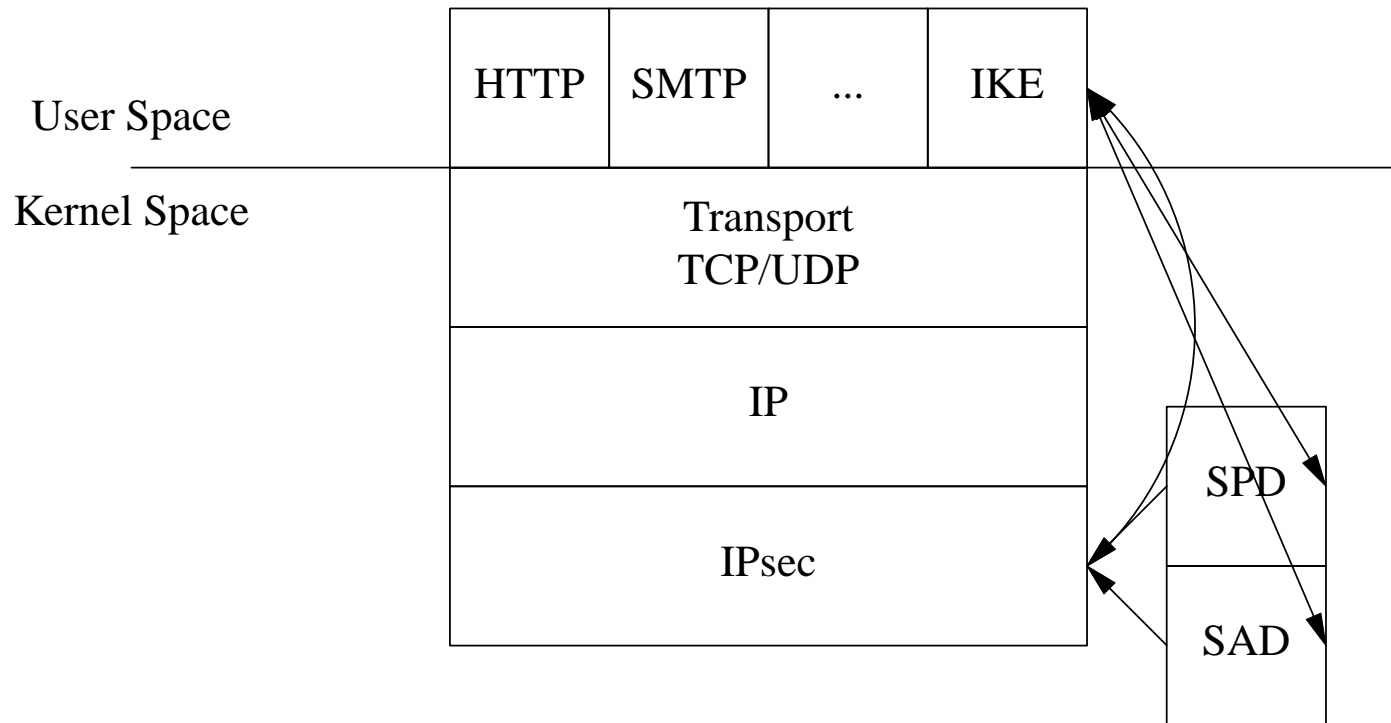 HTTP
SMTP
...
IKE
User Space
Kernel Space
Transport
TCP/UDP
IP
SPD
IPsec
SAD